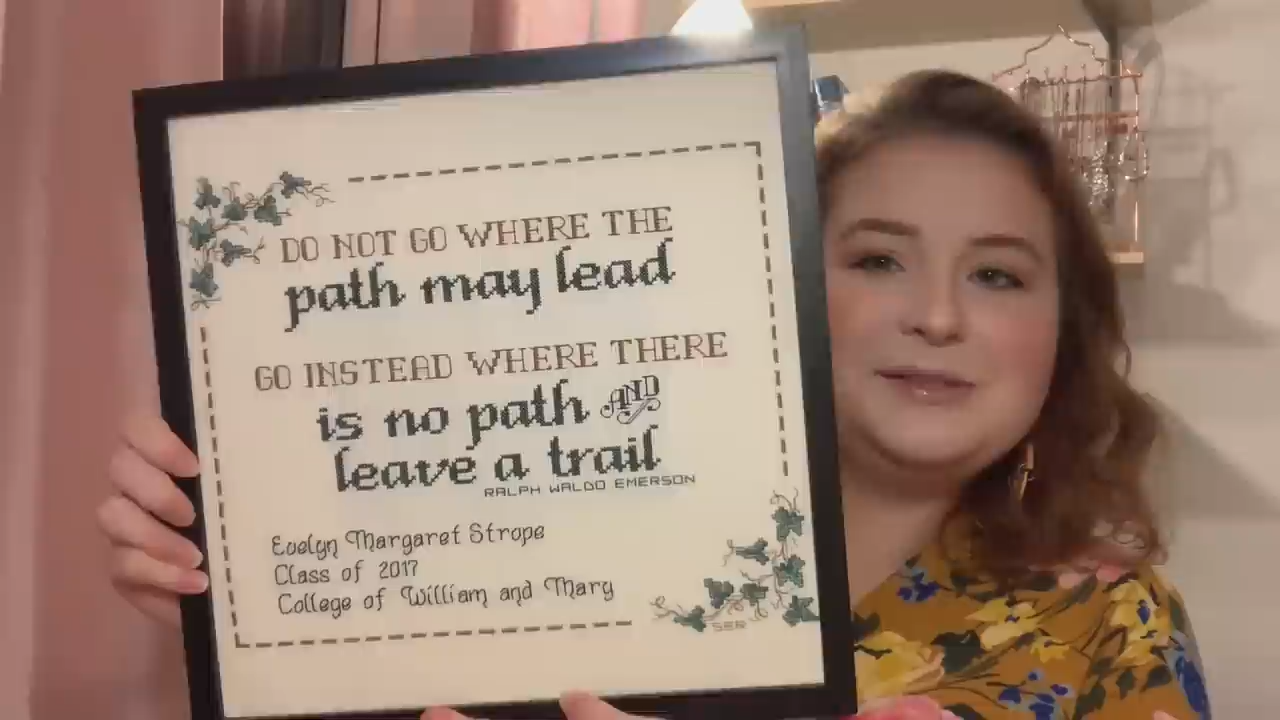 DO NOT GO WHERE THE
path may lead
GO INSTEAD WHERE THERE
is no path AND
leave a trail
RALPH WALDO EMERSON
Evelyn Margaret Strope
Class of 2017
College of William and Mary
SER